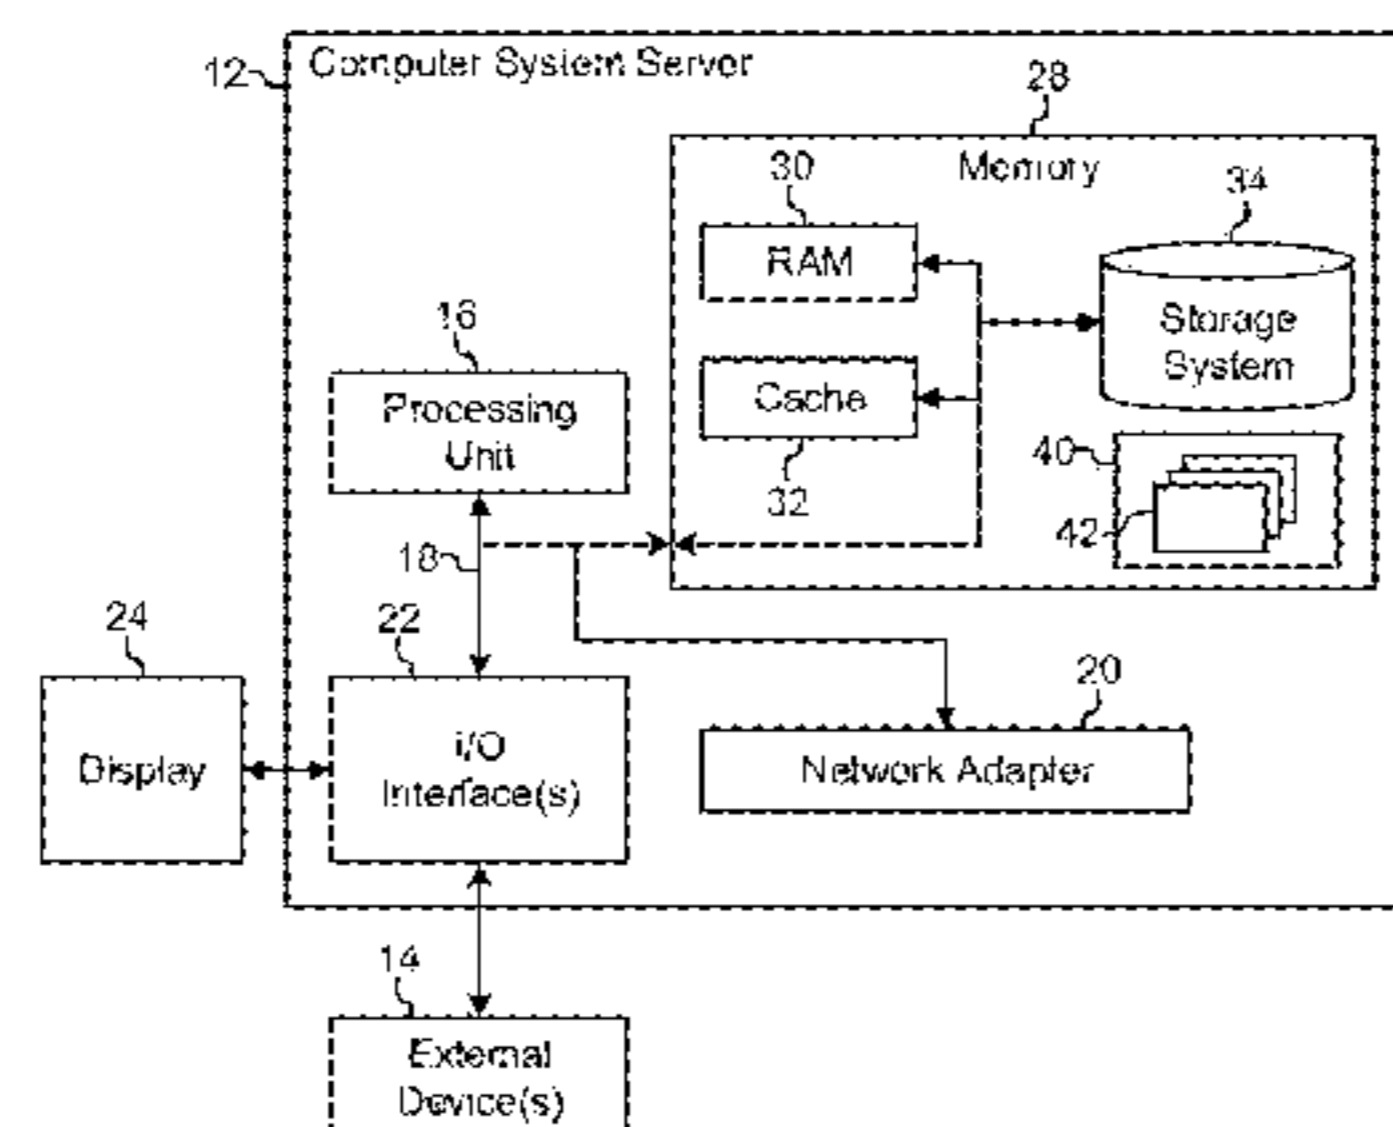 12
Computer System Server
28
Memory
30
RAM
34
Storage
System
16
Processing
Unit
Cache
32
40
42
18
24
Display
22
I/O
Interface(s)
20
Network Adapter
14
External
Device(s)